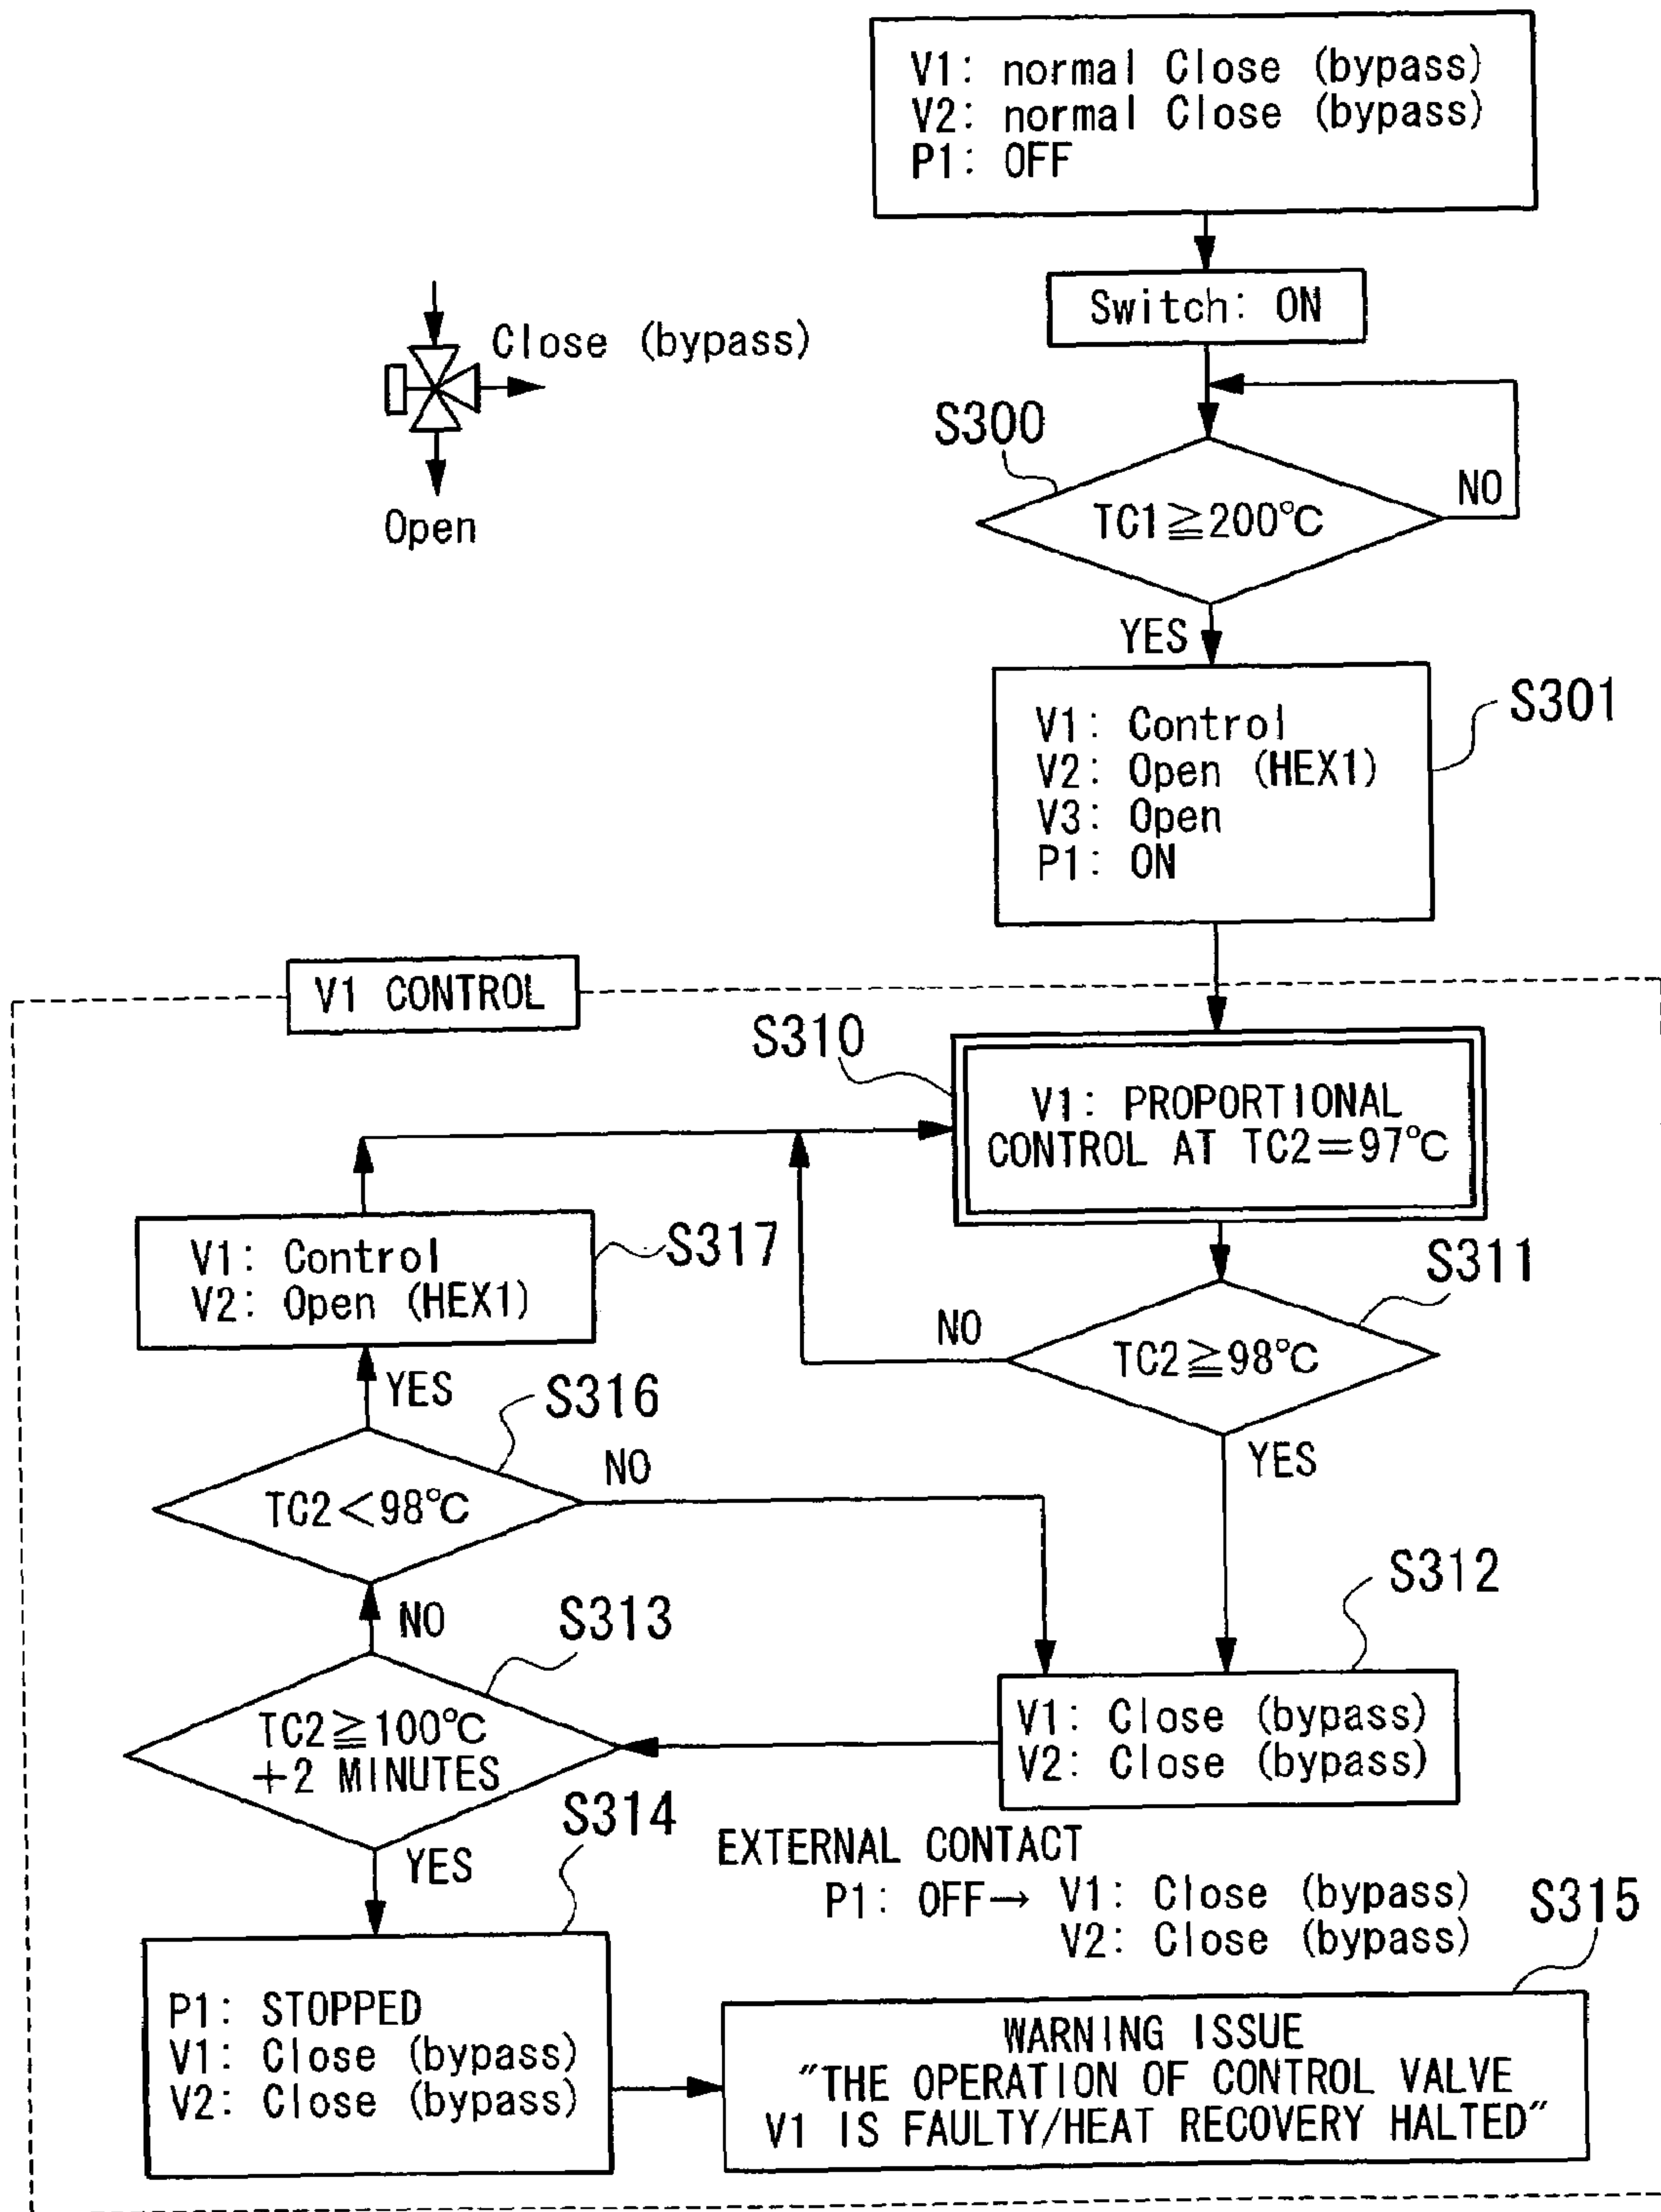 V1: normal Close (bypass)
V2: normal Close (bypass)
P1: OFF
Switch: ON
Close (bypass)
Open
S300
TC1≧200°C
NO
YES
S301
V1: Control
V2: Open (HEX1)
V3: Open
P1: ON
V1 CONTROL
S310
V1: PROPORTIONAL
CONTROL AT TC2=97°C
S317
V1: Control
V2: Open (HEX1)
S311
TC2≧98°C
NO
YES
YES
S316
TC2<98°C
NO
S312
V1: Close (bypass)
V2: Close (bypass)
NO
S313
TC2≧100°C
+2 MINUTES
YES
S314
EXTERNAL CONTACT
P1: OFF→ V1: Close (bypass)
V2: Close (bypass)
S315
P1: STOPPED
V1: Close (bypass)
V2: Close (bypass)
WARNING ISSUE
"THE OPERATION OF CONTROL VALVE
V1 IS FAULTY/HEAT RECOVERY HALTED"